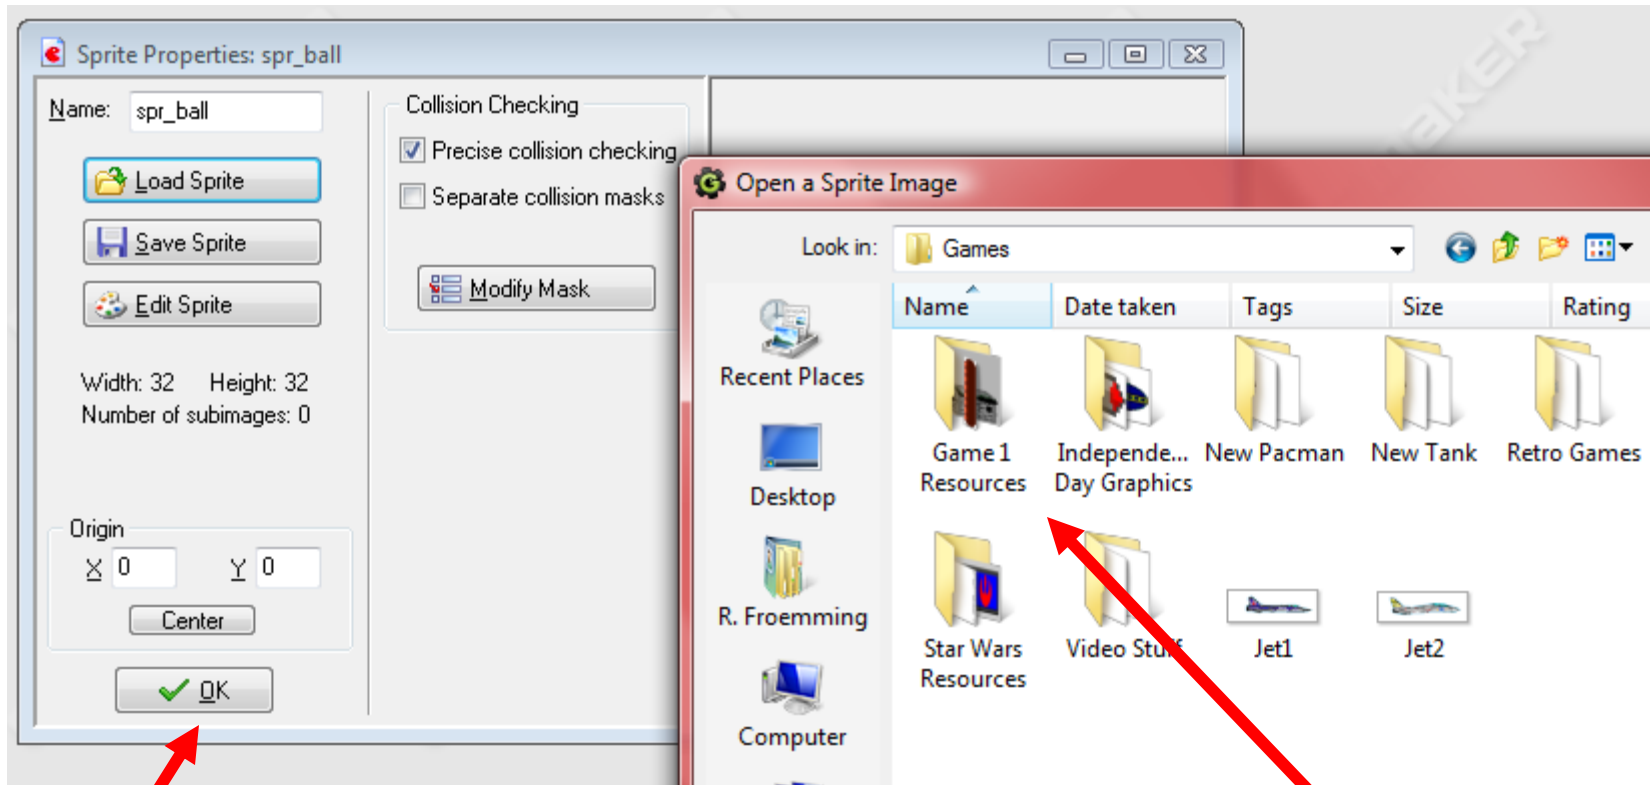 Sprite Properties: spr_ball
Name: spr_ball
Load Sprite
Save Sprite
Edit Sprite
Width: 32 Height: 32
Number of subimages: 0
Origin
X 0 Y 0
Center
OK
Collision Checking
Precise collision checking
Separate collision masks
Modify Mask
Open a Sprite Image
Look in: Games
Name Date taken Tags Size Rating
Recent Places
Desktop
R. Froemming
Computer
Game 1
Resources
Independe...
Day Graphics
New Pacman
New Tank
Retro Games
Star Wars
Resources
Video Stuff
Jet1
Jet2